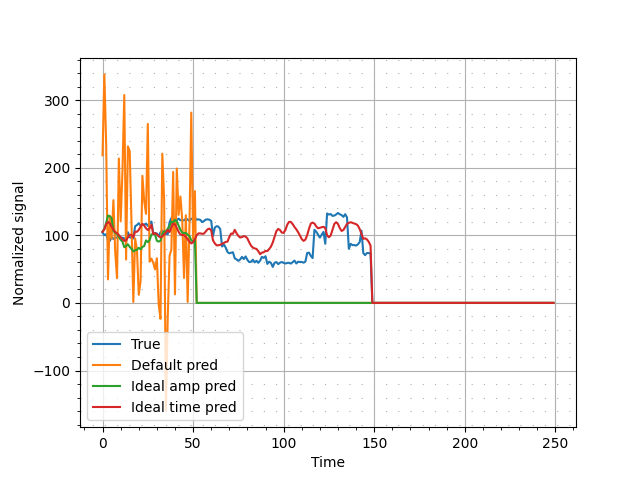 Normalized signal
300
200
100
0
−100
True
Default pred
Ideal amp pred
Ideal time pred
0
50
100
150
200
250
Time